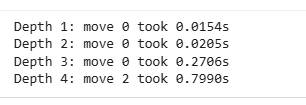 Depth 1: move 0 took 0.0154s
Depth 2: move 0 took 0.0205s
Depth 3: move 0 took 0.2706s
Depth 4: move 2 took 0.7990s